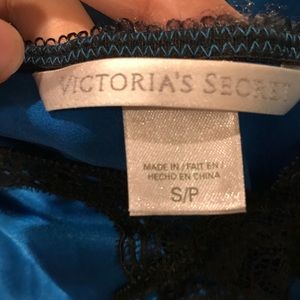 VICTORIA'S SECRET
MADE IN / FAIT EN /
HECHO EN CHINA
S/P